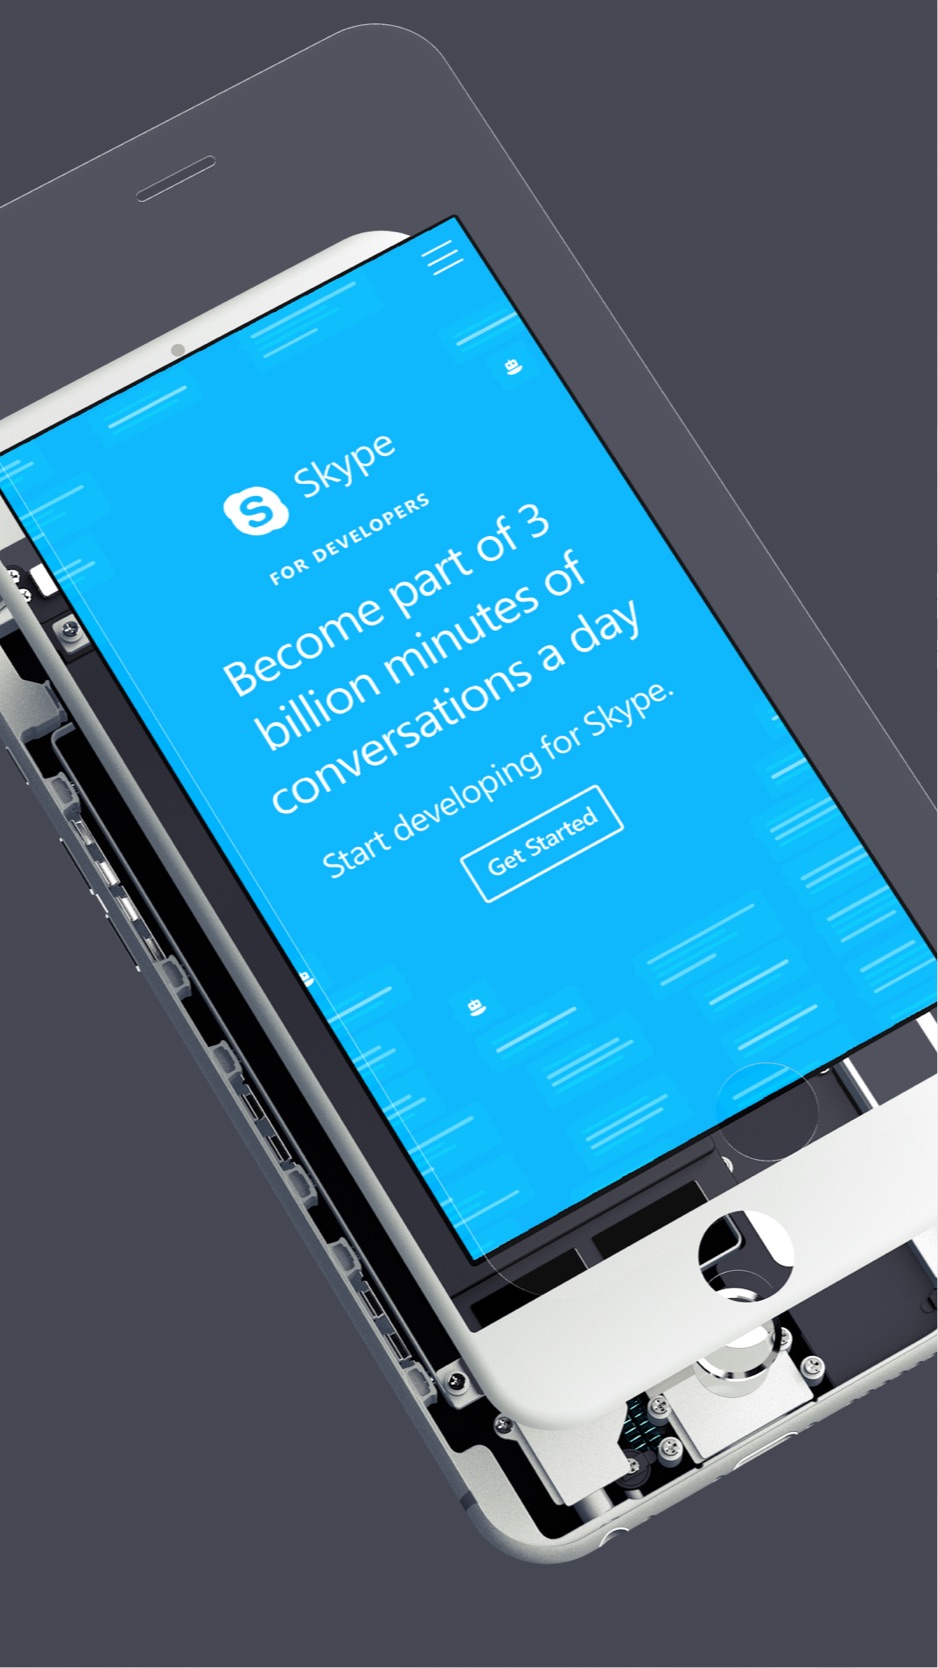 Skype
FOR DEVELOPERS
Become part of 3
billion minutes of
conversations a day
Start developing for Skype.
Get Started